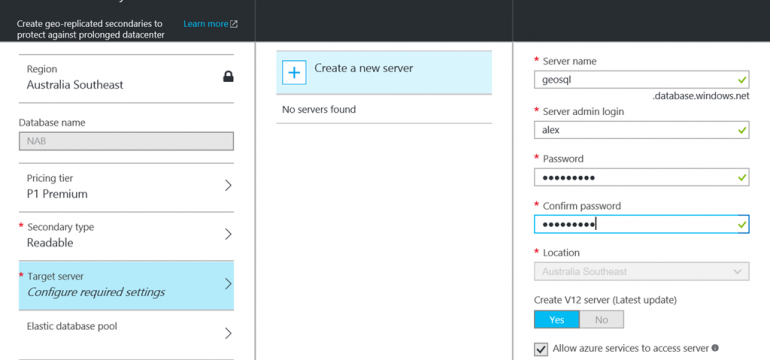 Create geo-replicated secondaries to
protect against prolonged datacenter
Learn more
Region
Australia Southeast
Database name
NAB
Pricing tier
P1 Premium
* Secondary type
Readable
* Target server
Configure required settings
Elastic database pool
Create a new server
No servers found
* Server name
geosql
.database.windows.net
* Server admin login
alex
* Password
•••••••••
* Confirm password
•••••••••
* Location
Australia Southeast
Create V12 server (Latest update)
Yes No
Allow azure services to access server